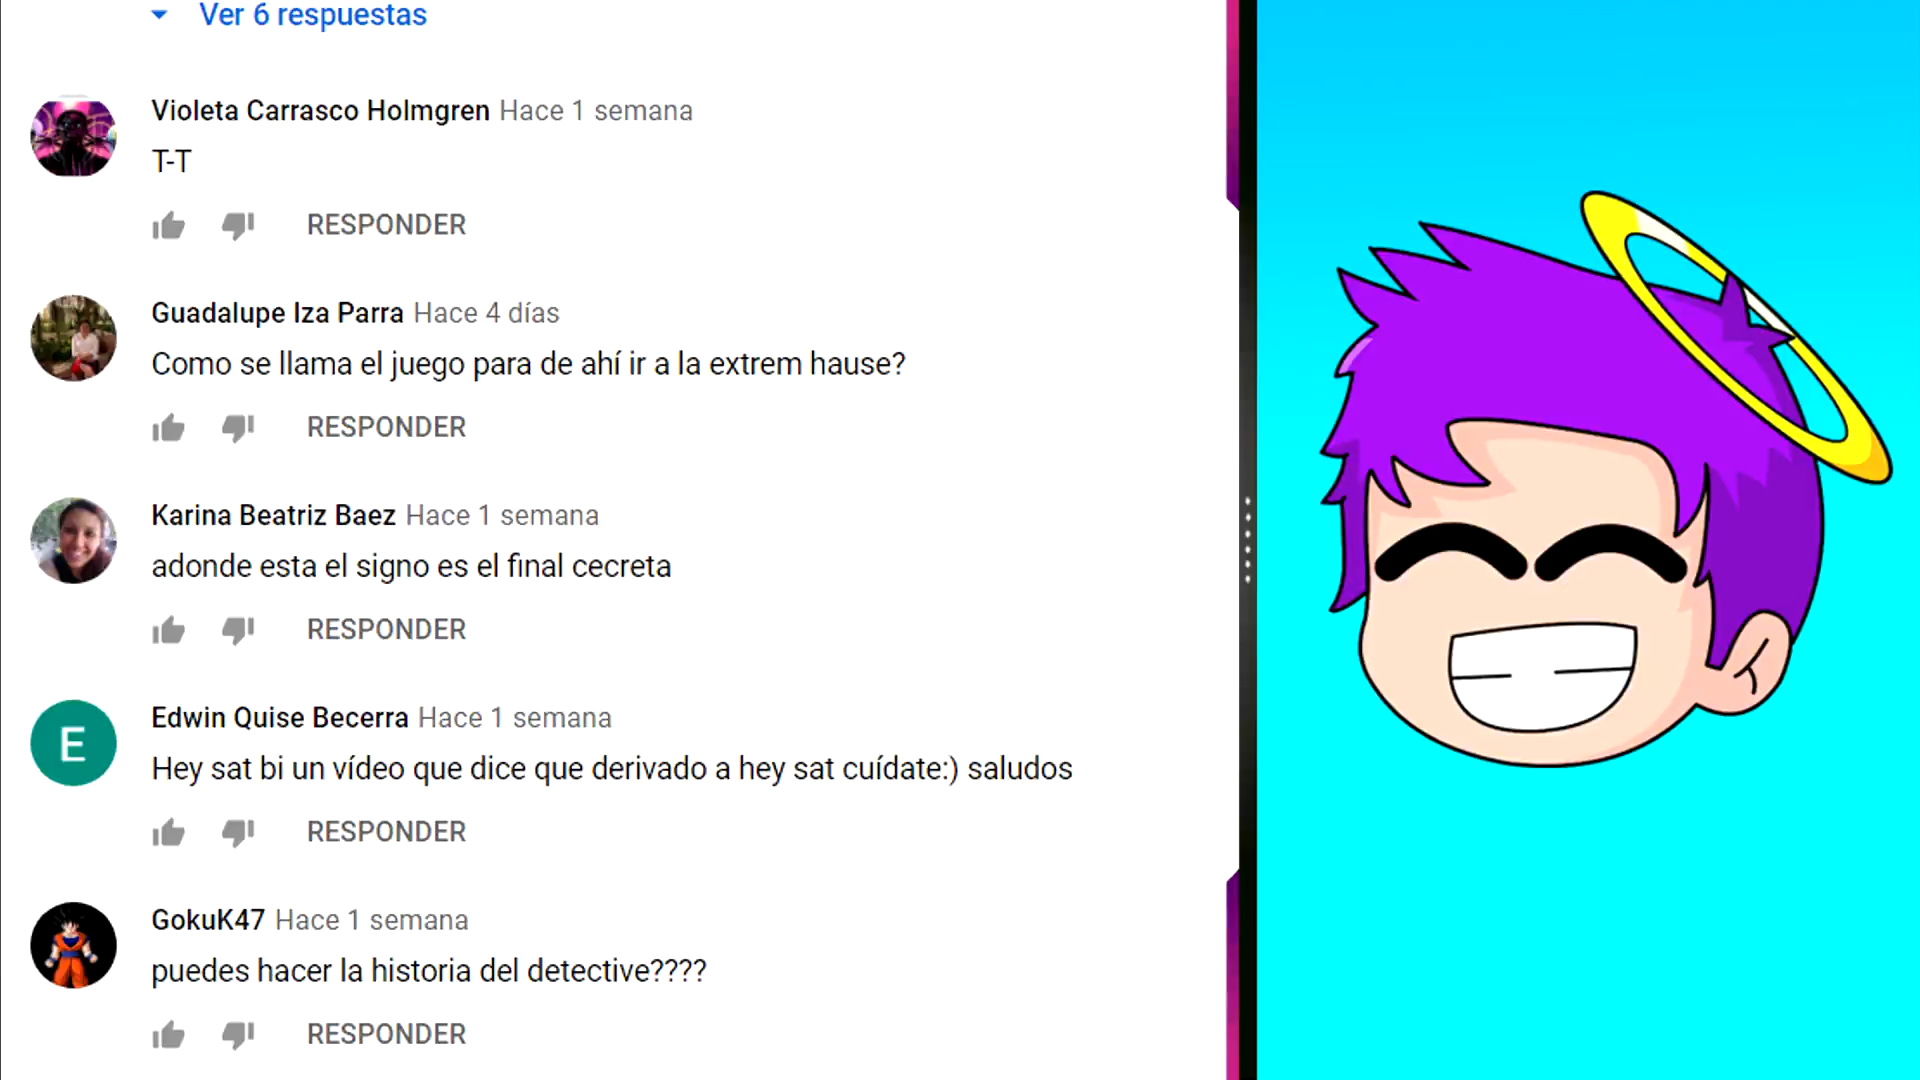 Ver 6 respuestas
Violeta Carrasco Holmgren Hace 1 semana
T-T
RESPONDER
Guadalupe Iza Parra Hace 4 días
Como se llama el juego para de ahí ir a la extrem hause?
RESPONDER
Karina Beatriz Baez Hace 1 semana
adonde esta el signo es el final cecreta
RESPONDER
Edwin Quise Becerra Hace 1 semana
E
Hey sat bi un vídeo que dice que derivado a hey sat cuídate:) saludos
RESPONDER
GokuK47 Hace 1 semana
puedes hacer la historia del detective????
RESPONDER